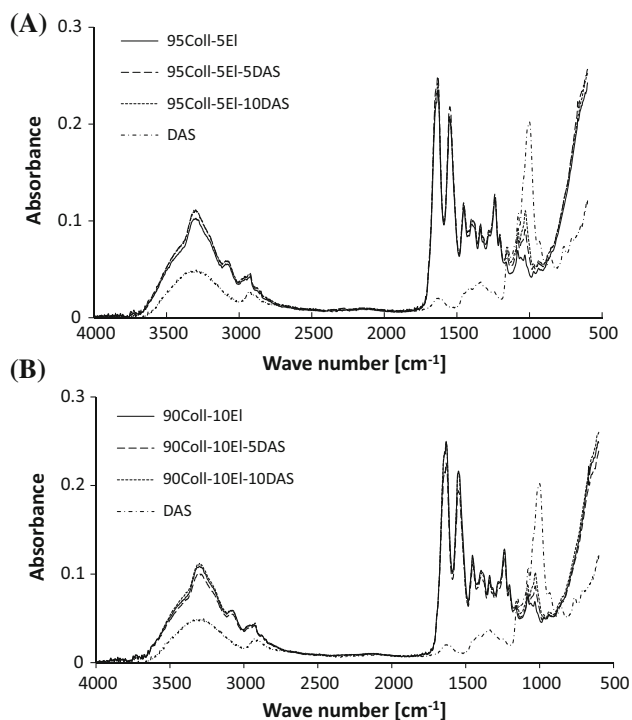 (A)
95Coll-5El
95Coll-5El-5DAS
95Coll-5El-10DAS
DAS
Absorbance
0.3
0.2
0.1
0
4000 3500 3000 2500 2000 1500 1000 500
Wave number [cm-1]
(B)
90Coll-10El
90Coll-10El-5DAS
90Coll-10El-10DAS
DAS
Absorbance
0.3
0.2
0.1
0
4000 3500 3000 2500 2000 1500 1000 500
Wave number [cm-1]